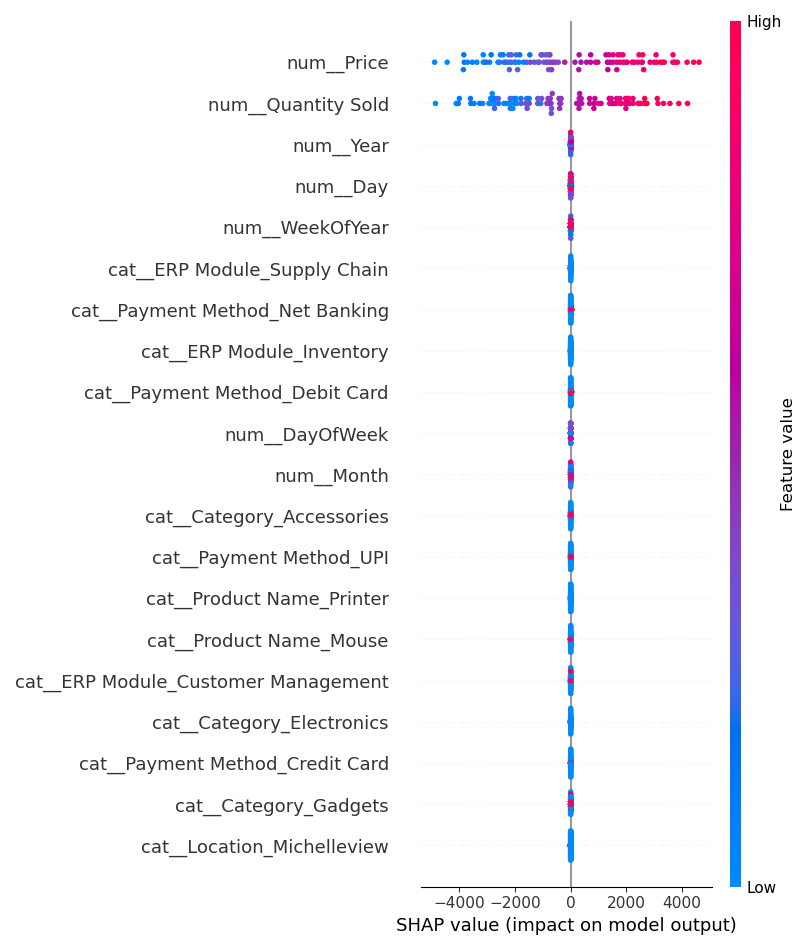 High
num__Price
num__Quantity Sold
num__Year
num__Day
num__WeekOfYear
cat__ERP Module_Supply Chain
cat__Payment Method_Net Banking
cat__ERP Module_Inventory
cat__Payment Method_Debit Card
num__DayOfWeek
num__Month
cat__Category_Accessories
cat__Payment Method_UPI
cat__Product Name_Printer
cat__Product Name_Mouse
cat__ERP Module_Customer Management
cat__Category_Electronics
cat__Payment Method_Credit Card
cat__Category_Gadgets
cat__Location_Michelleview
Feature value
Low
−4000 −2000 0 2000 4000
SHAP value (impact on model output)